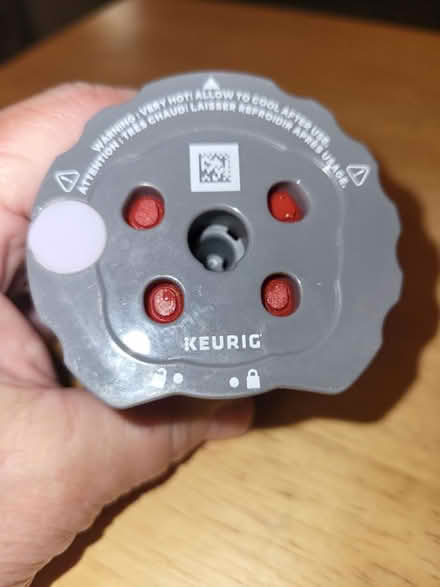 WARNING : VERY HOT! ALLOW TO COOL AFTER USE.
ATTENTION : TRÈS CHAUD! LAISSER REFROIDIR APRÈS USAGE.
KEURIG